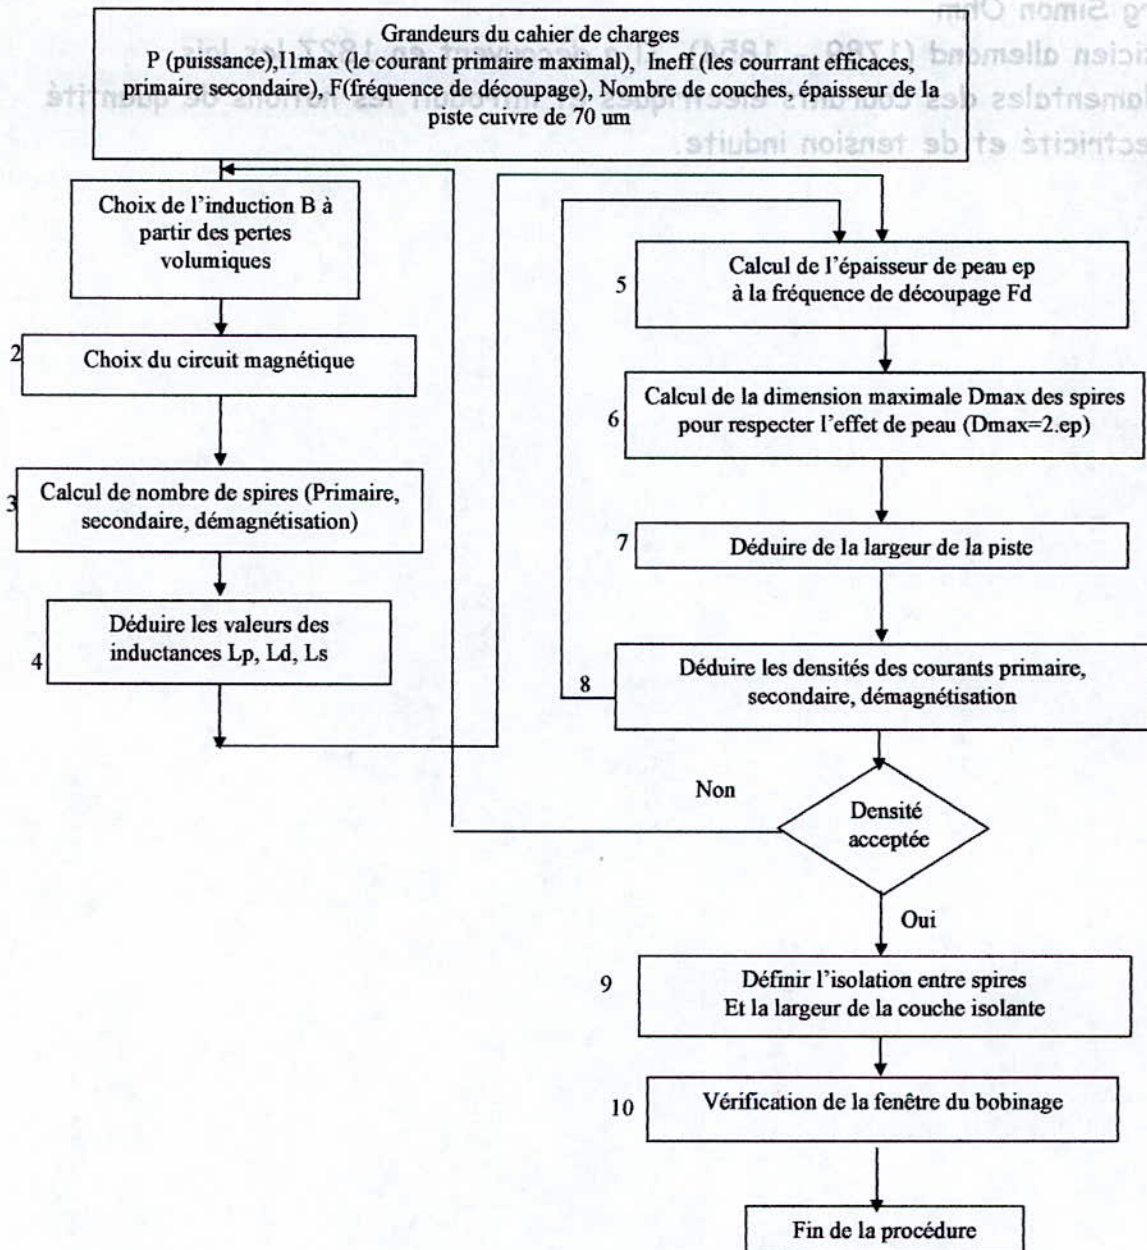 Grandeurs du cahier de charges
P (puissance),I1max (le courant primaire maximal), Ineff (les courrant efficaces,
primaire secondaire), F(fréquence de découpage), Nombre de couches, épaisseur de la
piste cuivre de 70 um
Choix de l'induction B à
partir des pertes
volumiques
2
Choix du circuit magnétique
3
Calcul de nombre de spires (Primaire,
secondaire, démagnétisation)
4
Déduire les valeurs des
inductances Lp, Ld, Ls
5
Calcul de l'épaisseur de peau ep
à la fréquence de découpage Fd
6
Calcul de la dimension maximale Dmax des spires
pour respecter l'effet de peau (Dmax=2.ep)
7
Déduire de la largeur de la piste
8
Déduire les densités des courants primaire,
secondaire, démagnétisation
Non
Densité
acceptée
Oui
9
Définir l'isolation entre spires
Et la largeur de la couche isolante
10
Vérification de la fenêtre du bobinage
Fin de la procédure